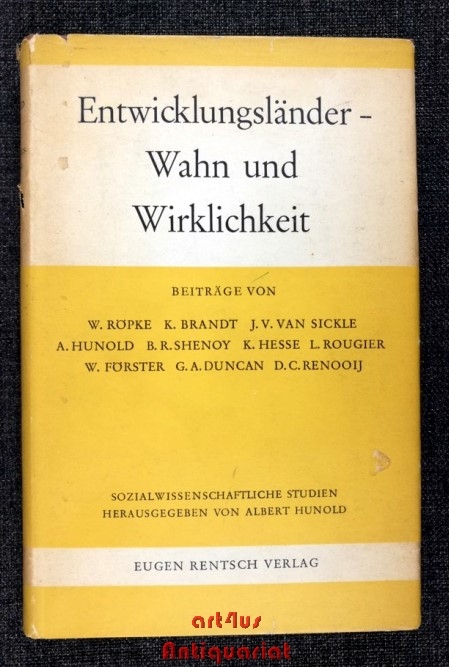 Entwicklungsländer –
Wahn und
Wirklichkeit
BEITRÄGE VON
W. RÖPKE K. BRANDT J. V. VAN SICKLE
A. HUNOLD B. R. SHENOY K. HESSE L. ROUGIER
W. FÖRSTER G. A. DUNCAN D. C. RENOOIJ
SOZIALWISSENSCHAFTLICHE STUDIEN
HERAUSGEGEBEN VON ALBERT HUNOLD
EUGEN RENTSCH VERLAG
art4us
Antiquariat